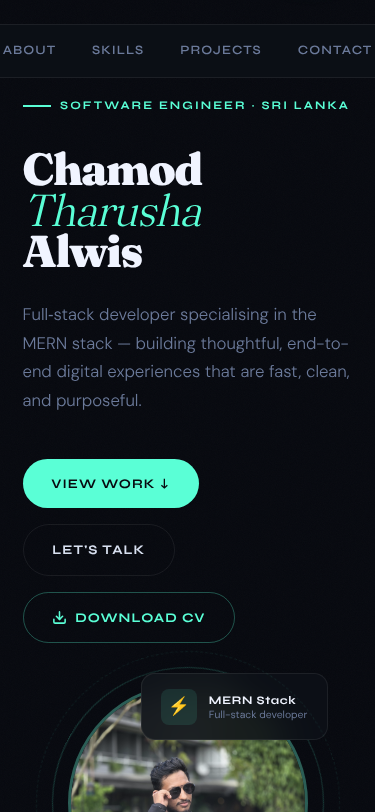 ABOUT SKILLS PROJECTS CONTACT
SOFTWARE ENGINEER · SRI LANKA
Chamod
Tharusha
Alwis
Full-stack developer specialising in the
MERN stack — building thoughtful, end-to-
end digital experiences that are fast, clean,
and purposeful.
VIEW WORK ↓
LET'S TALK
DOWNLOAD CV
MERN Stack
Full-stack developer